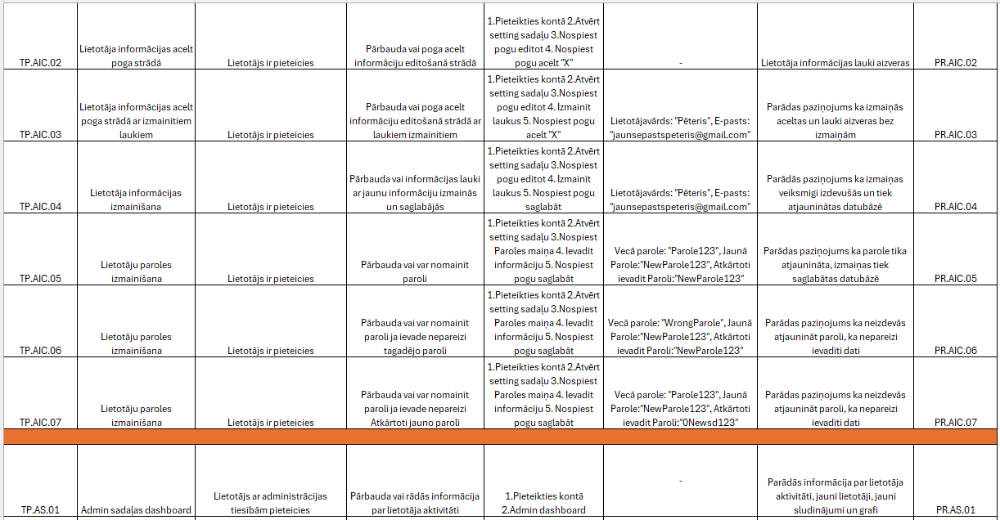 TP.AIC.02
Lietotāja informācijas acelt
poga strādā
Lietotājs ir pieteicies
Pārbauda vai poga acelt
informāciju editošanā strādā
1.Pieteikties kontā 2.Atvērt
setting sadaļu 3.Nospiest
pogu editot 4. Nospiest
pogu acelt "X"
-
Lietotāja informācijas lauki aizveras
PR.AIC.02
TP.AIC.03
Lietotāja informācijas acelt
poga strādā ar izmainītiem
laukiem
Lietotājs ir pieteicies
Pārbauda vai poga acelt
informāciju editošanā strādā ar
laukiem izmainītiem
1.Pieteikties kontā 2.Atvērt
setting sadaļu 3.Nospiest
pogu editot 4. Izmainīt
laukus 5. Nospiest pogu
acelt "X"
Lietotājavārds: "Pēteris", E-pasts:
"jaunsepastspeteris@gmail.com"
Parādas paziņojums ka izmaiņās
aceltas un lauki aizveras bez
izmaiņām
PR.AIC.03
TP.AIC.04
Lietotāja informācijas
izmainīšana
Lietotājs ir pieteicies
Pārbauda vai informācijas lauki
ar jaunu informāciju izmainās
un saglabājās
1.Pieteikties kontā 2.Atvērt
setting sadaļu 3.Nospiest
pogu editot 4. Izmainīt
laukus 5. Nospiest pogu
saglabāt
Lietotājavārds: "Pēteris", E-pasts:
"jaunsepastspeteris@gmail.com"
Parādās paziņojums ka izmaiņas
veiksmīgi izdevušās un tiek
atjauninātas datubāzē
PR.AIC.04
TP.AIC.05
Lietotāju paroles
izmainīšana
Lietotājs ir pieteicies
Pārbauda vai var nomainīt
paroli
1.Pieteikties kontā 2.Atvērt
setting sadaļu 3.Nospiest
Paroles maiņa 4. Ievadīt
informāciju 5. Nospiest
pogu saglabāt
Vecā parole: "Parole123", Jaunā
Parole:"NewParole123", Atkārtoti
ievadīt Paroli:"NewParole123"
Parādas paziņojums ka parole tika
atjaunināta, izmaiņas tiek
saglabātas datubāzē
PR.AIC.05
TP.AIC.06
Lietotāju paroles
izmainīšana
Lietotājs ir pieteicies
Pārbauda vai var nomainīt
paroli ja ievade nepareizi
tagadējo paroli
1.Pieteikties kontā 2.Atvērt
setting sadaļu 3.Nospiest
Paroles maiņa 4. Ievadīt
informāciju 5. Nospiest
pogu saglabāt
Vecā parole: "WrongParole", Jaunā
Parole:"NewParole123", Atkārtoti
ievadīt Paroli:"NewParole123"
Parādas paziņojums ka neizdevās
atjaunināt paroli, ka nepareizi
ievadīti dati
PR.AIC.06
TP.AIC.07
Lietotāju paroles
izmainīšana
Lietotājs ir pieteicies
Pārbauda vai var nomainīt
paroli ja ievade nepareizi
Atkārtoti jauno paroli
1.Pieteikties kontā 2.Atvērt
setting sadaļu 3.Nospiest
Paroles maiņa 4. Ievadīt
informāciju 5. Nospiest
pogu saglabāt
Vecā parole: "Parole123", Jaunā
Parole:"NewParole123", Atkārtoti
ievadīt Paroli:"0Newsd123"
Parādas paziņojums ka neizdevās
atjaunināt paroli, ka nepareizi
ievadīti dati
PR.AIC.07
TP.AS.01
Admin sadaļas dashboard
Lietotājs ar administrācijas
tiesībām pieteicies
Pārbauda vai rādās informācija
par lietotāja aktivitāti
1.Pieteikties kontā
2.Admin dashboard
-
Parādās informācija par lietotāja
aktivitāti, jauni lietotāji, jauni
sludinājumi un grafi
PR.AS.01